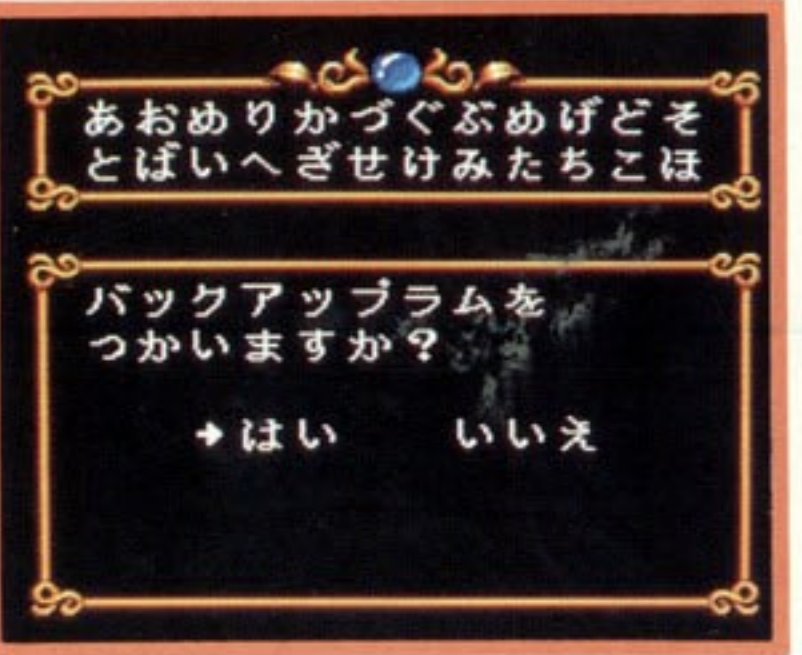 あおめりかづぐぶめげどそ
とばいへざせけみたちこほ
バックアップラムを
つかいますか？
→はい いいえ